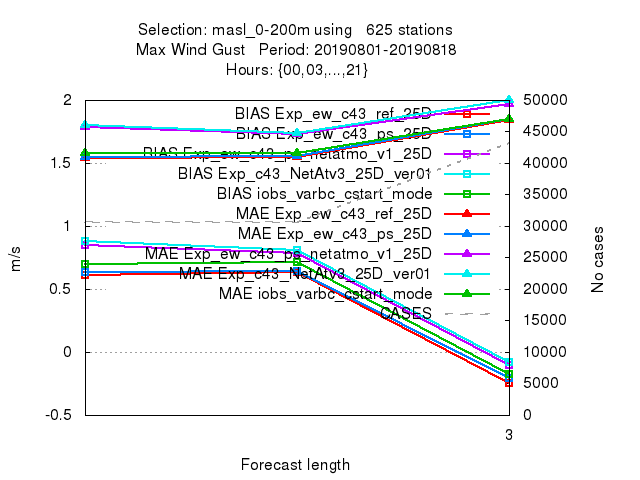 Selection: masl_0-200m using 625 stations
Max Wind Gust Period: 20190801-20190818
Hours: {00,03,...,21}
2
1.5
1
0.5
0
-0.5
m/s
BIAS Exp_ew_c43_ref_25D
BIAS Exp_ew_c43_ps_25D
BIAS Exp_ew_c43_ps_netatmo_v1_25D
BIAS Exp_c43_NetAtv3_25D_ver01
BIAS iobs_varbc_cstart_mode
MAE Exp_ew_c43_ref_25D
MAE Exp_ew_c43_ps_25D
MAE Exp_ew_c43_ps_netatmo_v1_25D
MAE Exp_c43_NetAtv3_25D_ver01
MAE iobs_varbc_cstart_mode
CASES
50000
45000
40000
35000
30000
25000
20000
15000
10000
5000
0
No cases
3
Forecast length